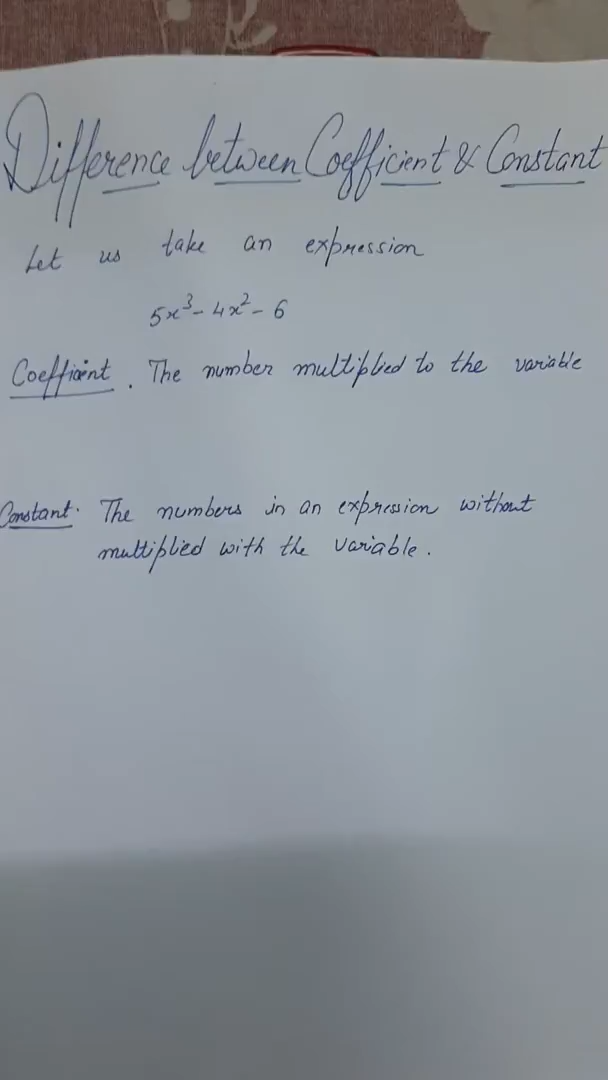 Difference between Coefficient & Constant
Let us take an expression
5x³ - 4x² - 6
Coefficient. The number multiplied to the variable
Constant. The numbers in an expression without
multiplied with the variable.